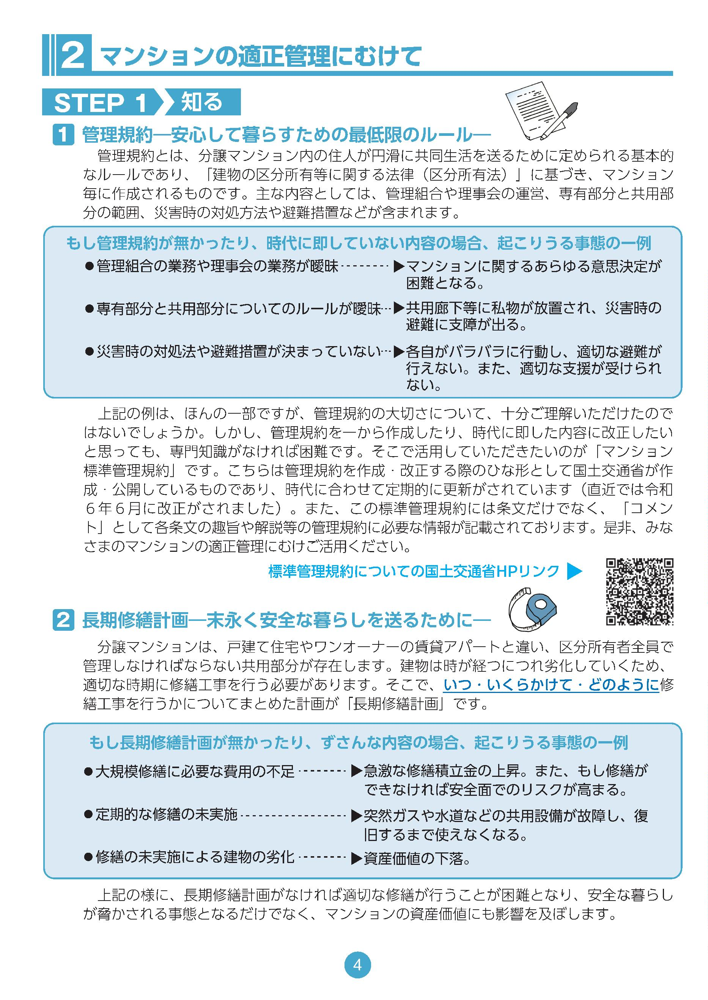 2 マンションの適正管理にむけて
STEP 1 知る
1 管理規約―安心して暮らすための最低限のルール―
管理規約とは、分譲マンション内の住人が円滑に共同生活を送るために定められる基本的
なルールであり、「建物の区分所有等に関する法律（区分所有法）」に基づき、マンション
毎に作成されるものです。主な内容としては、管理組合や理事会の運営、専有部分と共用部
分の範囲、災害時の対処方法や避難措置などが含まれます。
もし管理規約が無かったり、時代に即していない内容の場合、起こりうる事態の一例
●管理組合の業務や理事会の業務が曖昧--------▶マンションに関するあらゆる意思決定が
困難となる。
●専有部分と共用部分についてのルールが曖昧…▶共用廊下等に私物が放置され、災害時の
避難に支障が出る。
●災害時の対処法や避難措置が決まっていない…▶各自がバラバラに行動し、適切な避難が
行えない。また、適切な支援が受けられ
ない。
上記の例は、ほんの一部ですが、管理規約の大切さについて、十分ご理解いただけたので
はないでしょうか。しかし、管理規約を一から作成したり、時代に即した内容に改正したい
と思っても、専門知識がなければ困難です。そこで活用していただきたいのが「マンション
標準管理規約」です。こちらは管理規約を作成・改正する際のひな形として国土交通省が作
成・公開しているものであり、時代に合わせて定期的に更新がされています（直近では令和
６年６月に改正がされました）。また、この標準管理規約には条文だけでなく、「コメン
ト」として各条文の趣旨や解説等の管理規約に必要な情報が記載されております。是非、みな
さまのマンションの適正管理にむけご活用ください。
標準管理規約についての国土交通省HPリンク ▶
2 長期修繕計画―末永く安全な暮らしを送るために―
分譲マンションは、戸建て住宅やワンオーナーの賃貸アパートと違い、区分所有者全員で
管理しなければならない共用部分が存在します。建物は時が経つにつれ劣化していくため、
適切な時期に修繕工事を行う必要があります。そこで、いつ・いくらかけて・どのように修
繕工事を行うかについてまとめた計画が「長期修繕計画」です。
もし長期修繕計画が無かったり、ずさんな内容の場合、起こりうる事態の一例
●大規模修繕に必要な費用の不足--------▶急激な修繕積立金の上昇。また、もし修繕が
できなければ安全面でのリスクが高まる。
●定期的な修繕の未実施-----------------▶突然ガスや水道などの共用設備が故障し、復
旧するまで使えなくなる。
●修繕の未実施による建物の劣化--------▶資産価値の下落。
上記の様に、長期修繕計画がなければ適切な修繕が行うことが困難となり、安全な暮らし
が脅かされる事態となるだけでなく、マンションの資産価値にも影響を及ぼします。
4